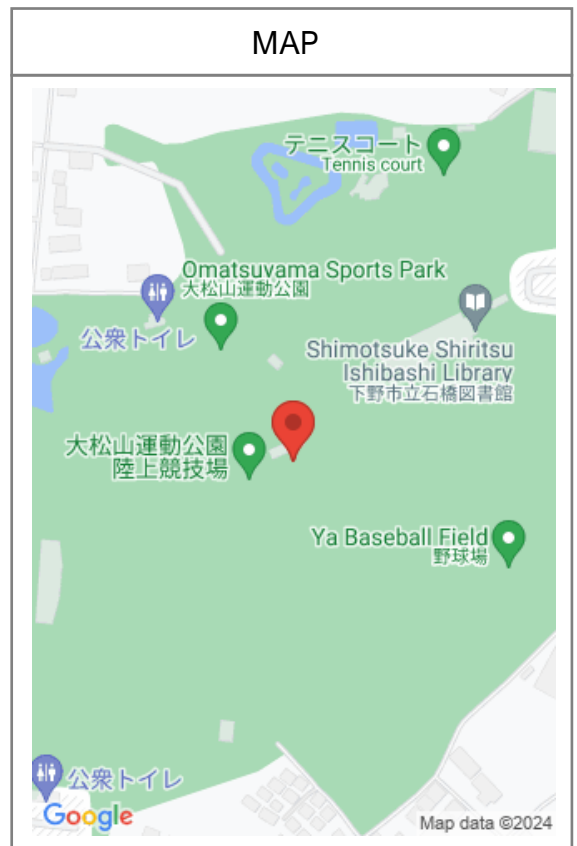 MAP
テニスコート
Tennis court
Omatsuyama Sports Park
大松山運動公園
公衆トイレ
Shimotsuke Shiritsu
Ishibashi Library
下野市立石橋図書館
大松山運動公園
陸上競技場
Ya Baseball Field
野球場
公衆トイレ
Google
Map data ©2024